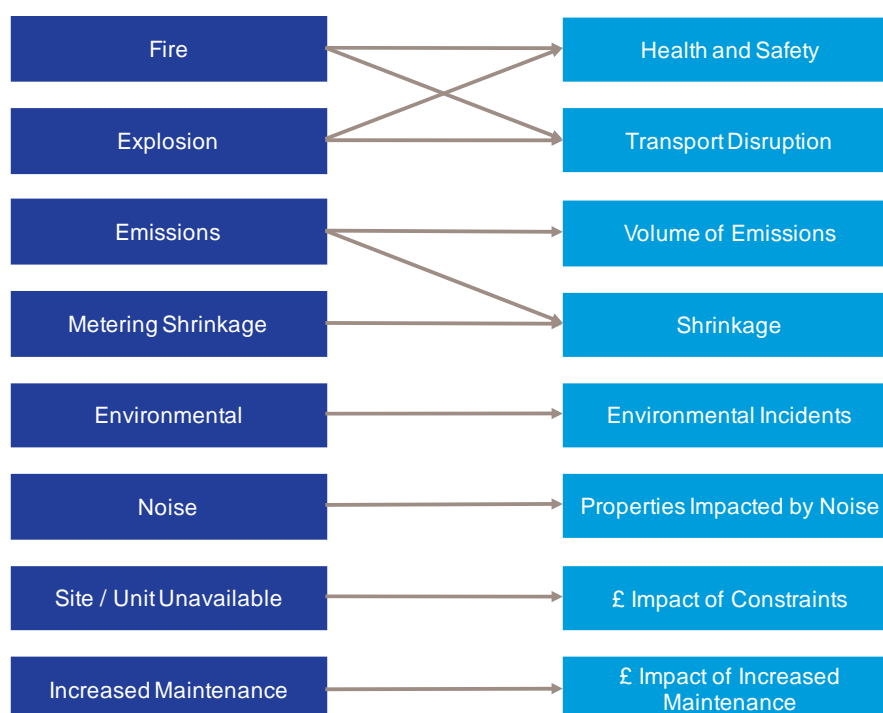 Fire
Health and Safety
Explosion
Transport Disruption
Emissions
Volume of Emissions
Metering Shrinkage
Shrinkage
Environmental
Environmental Incidents
Noise
Properties Impacted by Noise
Site / Unit Unavailable
£ Impact of Constraints
Increased Maintenance
£ Impact of Increased
Maintenance